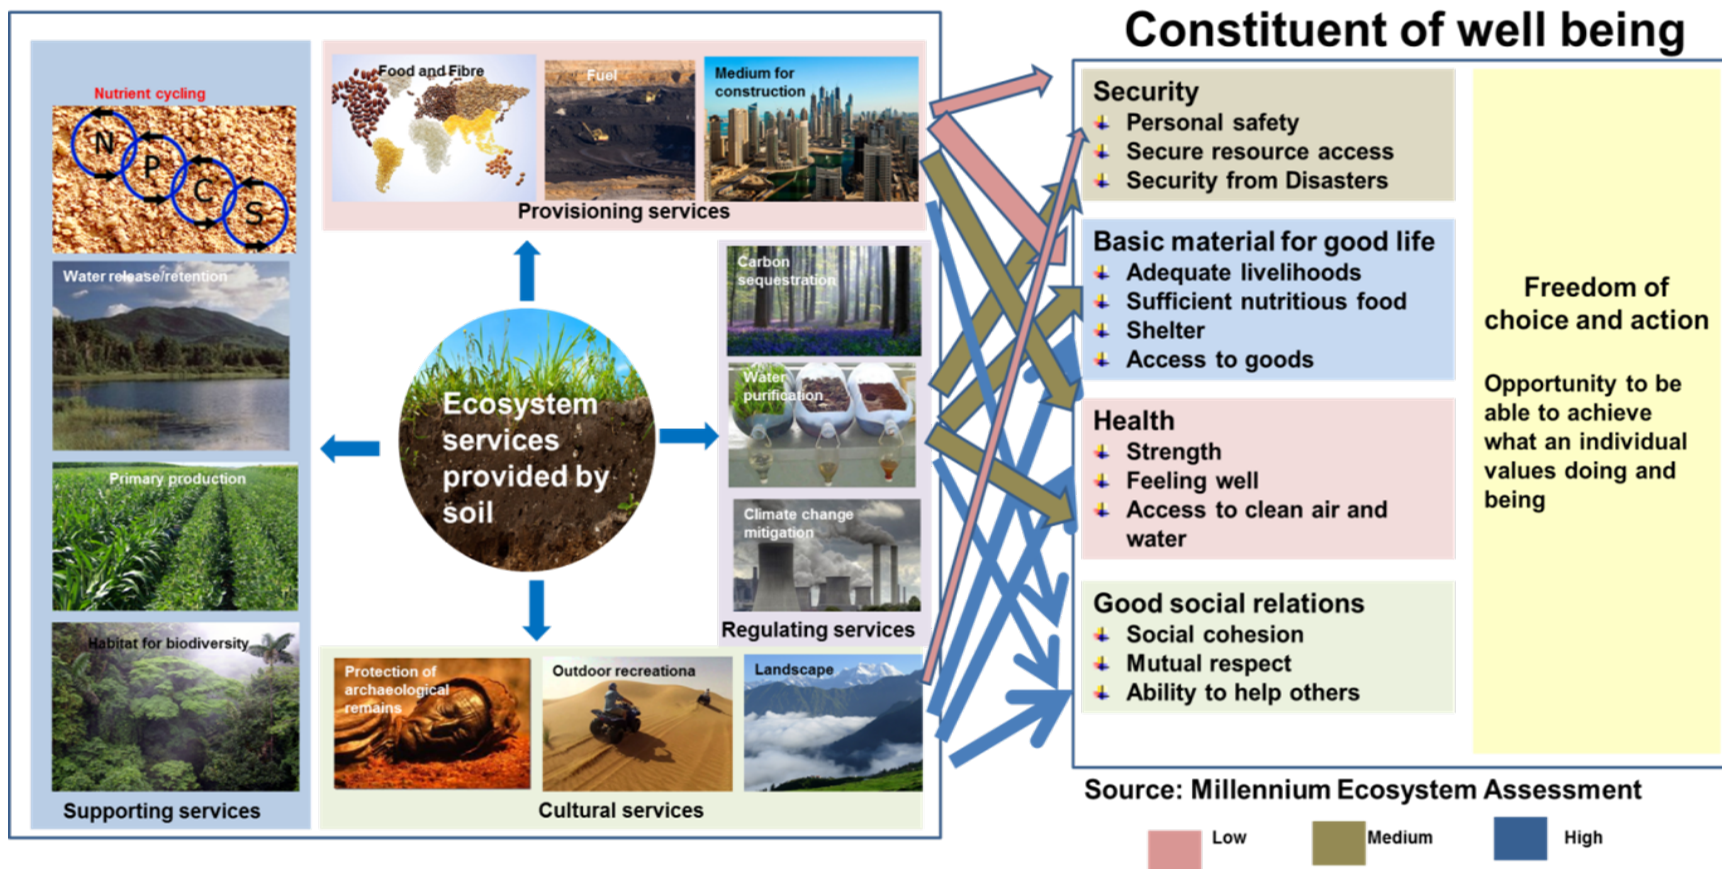 Constituent of well being
Nutrient cycling
N
P
C
S
Water release/retention
Primary production
Habitat for biodiversity
Supporting services
Food and Fibre
Fuel
Medium for
construction
Provisioning services
Ecosystem
services
provided by
soil
Carbon
sequestration
Water
purification
Climate change
mitigation
Regulating services
Protection of
archaeological
remains
Outdoor recreationa
Landscape
Cultural services
Security
Personal safety
Secure resource access
Security from Disasters
Basic material for good life
Adequate livelihoods
Sufficient nutritious food
Shelter
Access to goods
Health
Strength
Feeling well
Access to clean air and
water
Good social relations
Social cohesion
Mutual respect
Ability to help others
Freedom of
choice and action
Opportunity to be
able to achieve
what an individual
values doing and
being
Source: Millennium Ecosystem Assessment
Low
Medium
High